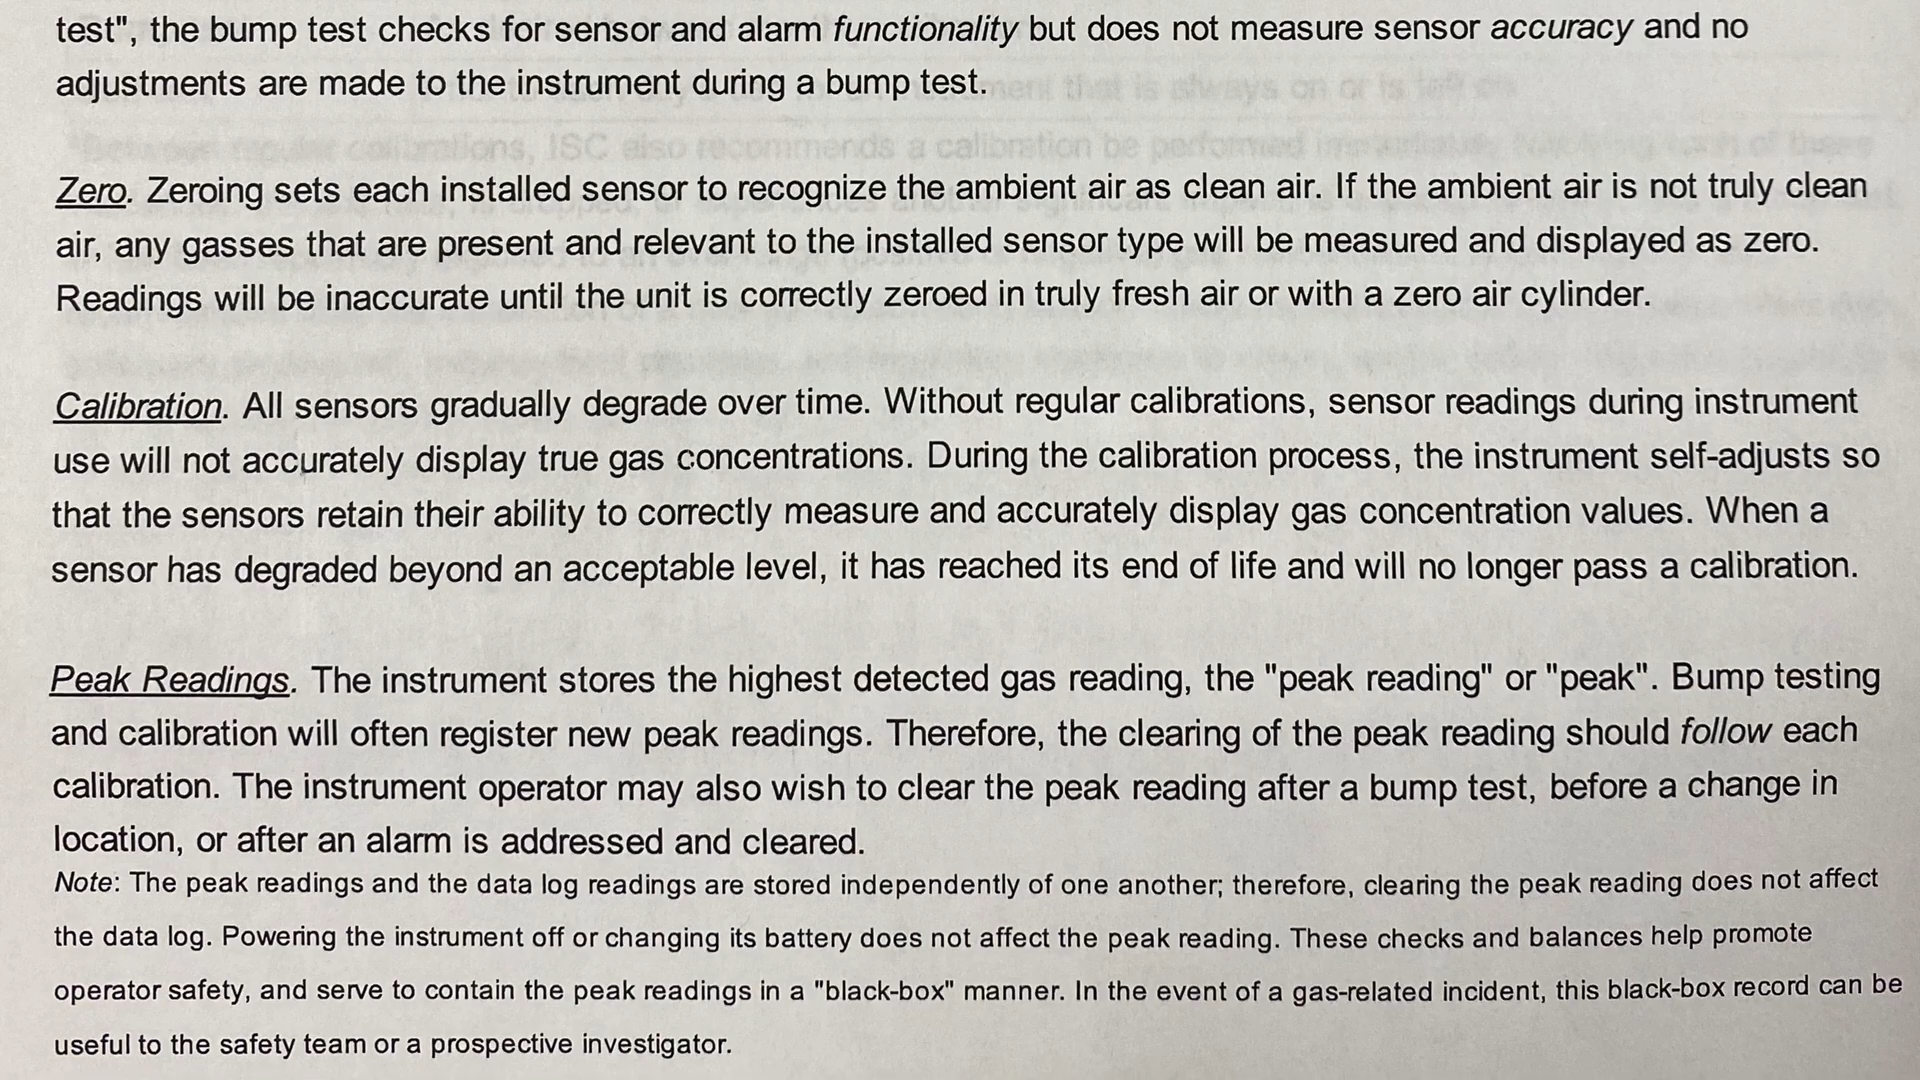 test", the bump test checks for sensor and alarm functionality but does not measure sensor accuracy and no
adjustments are made to the instrument during a bump test.
Zero. Zeroing sets each installed sensor to recognize the ambient air as clean air. If the ambient air is not truly clean
air, any gasses that are present and relevant to the installed sensor type will be measured and displayed as zero.
Readings will be inaccurate until the unit is correctly zeroed in truly fresh air or with a zero air cylinder.
Calibration. All sensors gradually degrade over time. Without regular calibrations, sensor readings during instrument
use will not accurately display true gas concentrations. During the calibration process, the instrument self-adjusts so
that the sensors retain their ability to correctly measure and accurately display gas concentration values. When a
sensor has degraded beyond an acceptable level, it has reached its end of life and will no longer pass a calibration.
Peak Readings. The instrument stores the highest detected gas reading, the "peak reading" or "peak". Bump testing
and calibration will often register new peak readings. Therefore, the clearing of the peak reading should follow each
calibration. The instrument operator may also wish to clear the peak reading after a bump test, before a change in
location, or after an alarm is addressed and cleared.
Note: The peak readings and the data log readings are stored independently of one another; therefore, clearing the peak reading does not affect
the data log. Powering the instrument off or changing its battery does not affect the peak reading. These checks and balances help promote
operator safety, and serve to contain the peak readings in a "black-box" manner. In the event of a gas-related incident, this black-box record can be
useful to the safety team or a prospective investigator.